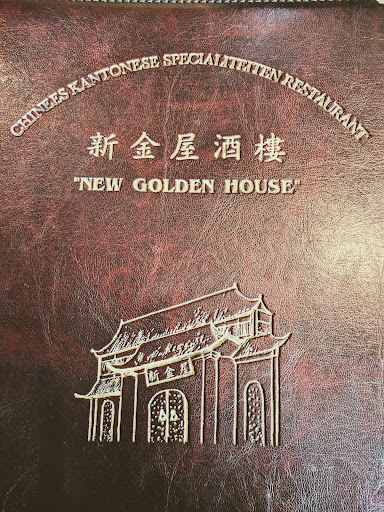 CHINEES KANTONESE SPECIALITEITEN RESTAURANT
新金屋酒樓
"NEW GOLDEN HOUSE"
新金屋